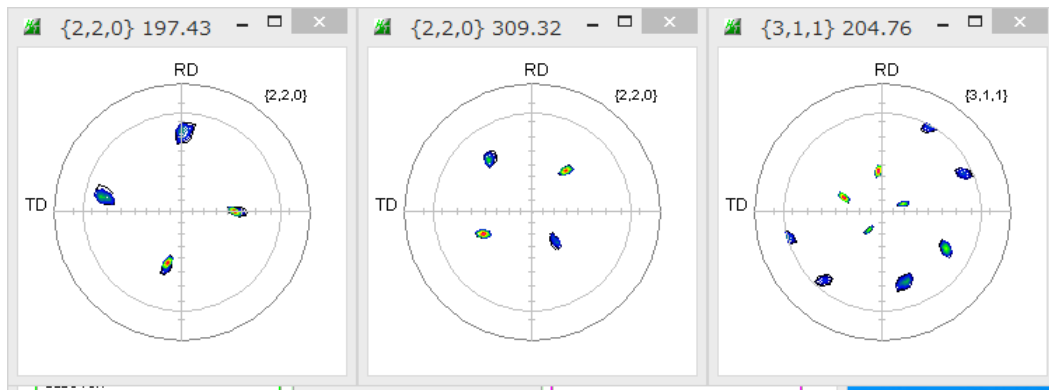 {2,2,0} 197.43
{2,2,0} 309.32
{3,1,1} 204.76
RD
{2,2,0}
TD
RD
{2,2,0}
TD
RD
{3,1,1}
TD